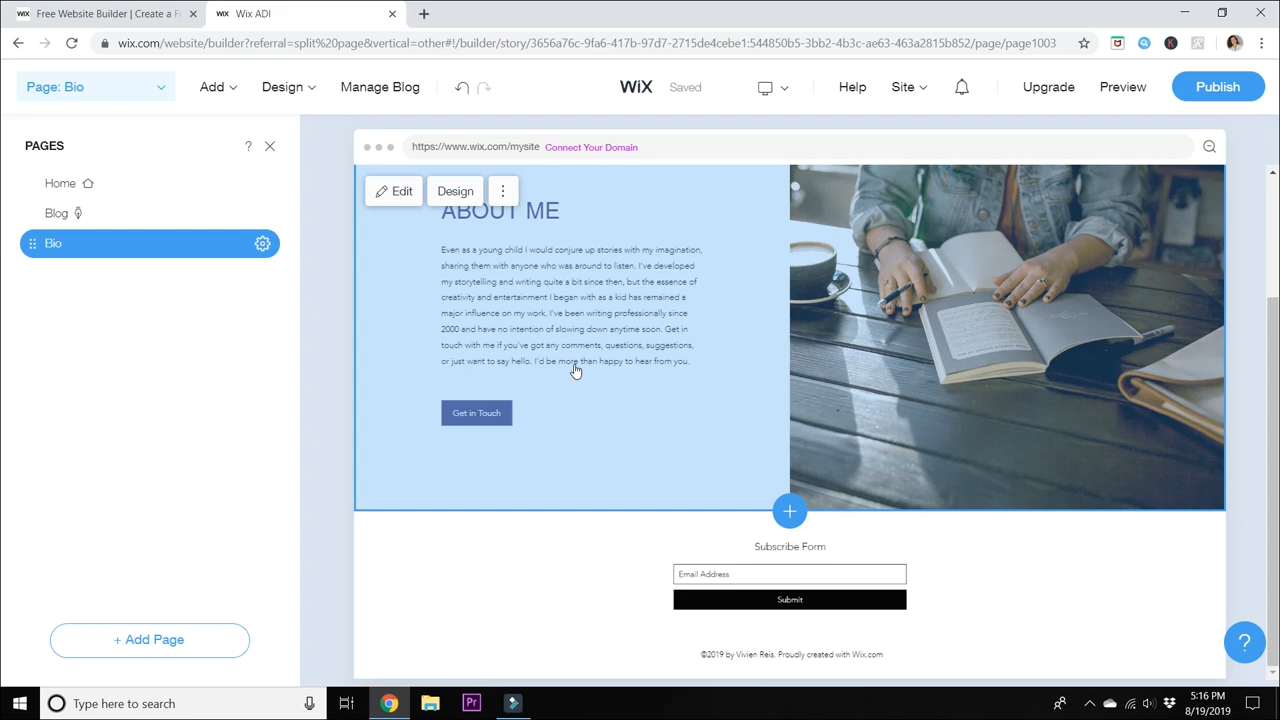 WIX Free Website Builder | Create a F
WIX Wix ADI
wix.com/website/builder?referral=split%20page&vertical=other#!/builder/story/3656a76c-9fa6-417b-97d7-2715de4cebe1:544850b5-3bb2-4b3c-ae63-463a2815b852/page/page1003
Page: Bio
Add
Design
Manage Blog
WiX
Saved
Help
Site
Upgrade
Preview
Publish
PAGES
?
Home
Blog
Bio
+ Add Page
https://www.wix.com/mysite Connect Your Domain
Edit
Design
ABOUT ME
Even as a young child I would conjure up stories with my imagination,
sharing them with anyone who was around to listen. I've developed
my storytelling and writing quite a bit since then, but the essence of
creativity and entertainment I began with as a kid has remained a
major influence on my work. I've been writing professionally since
2000 and have no intention of slowing down anytime soon. Get in
touch with me if you've got any comments, questions, suggestions,
or just want to say hello. I'd be more than happy to hear from you.
Get in Touch
Subscribe Form
Email Address
Submit
©2019 by Vivien Reis. Proudly created with Wix.com
?
Type here to search
Pr
5:16 PM
8/19/2019